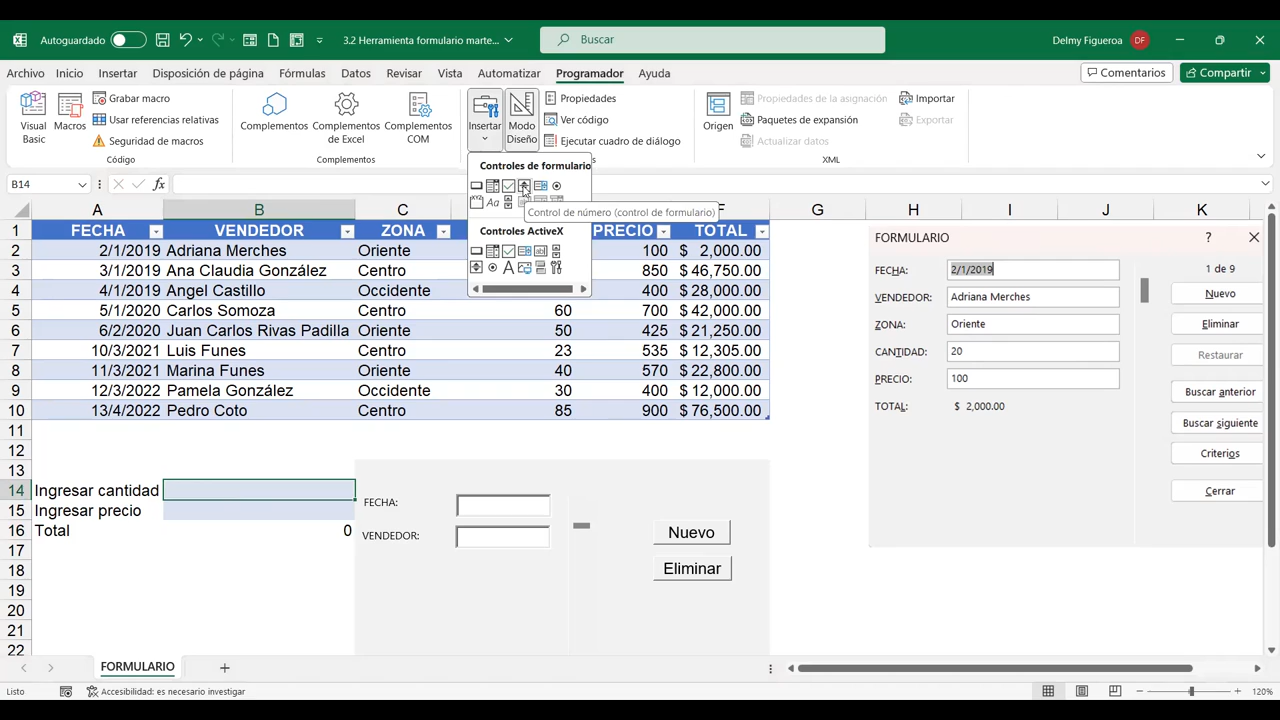 Autoguardado
3.2 Herramienta formulario marte...
Buscar
Delmy Figueroa
DF
Archivo Inicio Insertar Disposición de página Fórmulas Datos Revisar Vista Automatizar Programador Ayuda
Comentarios
Compartir
Visual Basic
Macros
Grabar macro
Usar referencias relativas
Seguridad de macros
Código
Complementos
Complementos de Excel
Complementos COM
Complementos
Insertar
Modo Diseño
Propiedades
Ver código
Ejecutar cuadro de diálogo
Origen
Propiedades de la asignación
Paquetes de expansión
Actualizar datos
Importar
Exportar
XML
Controles de formulario
Aa
Control de número (control de formulario)
Controles ActiveX
A
B14
fx
A B C F G H I J K
1 FECHA VENDEDOR ZONA PRECIO TOTAL
2 2/1/2019 Adriana Merches Oriente 100 $ 2,000.00
3 3/1/2019 Ana Claudia González Centro 850 $ 46,750.00
4 4/1/2019 Angel Castillo Occidente 400 $ 28,000.00
5 5/1/2020 Carlos Somoza Centro 60 700 $ 42,000.00
6 6/2/2020 Juan Carlos Rivas Padilla Oriente 50 425 $ 21,250.00
7 10/3/2021 Luis Funes Centro 23 535 $ 12,305.00
8 11/3/2021 Marina Funes Oriente 40 570 $ 22,800.00
9 12/3/2022 Pamela González Occidente 30 400 $ 12,000.00
10 13/4/2022 Pedro Coto Centro 85 900 $ 76,500.00
11
12
13
14 Ingresar cantidad
15 Ingresar precio
16 Total 0
17
18
19
20
21
22
FECHA:
VENDEDOR:
Nuevo
Eliminar
FORMULARIO
?
FECHA: 2/1/2019
VENDEDOR: Adriana Merches
ZONA: Oriente
CANTIDAD: 20
PRECIO: 100
TOTAL: $ 2,000.00
1 de 9
Nuevo
Eliminar
Restaurar
Buscar anterior
Buscar siguiente
Criterios
Cerrar
FORMULARIO
Listo
Accesibilidad: es necesario investigar
120%